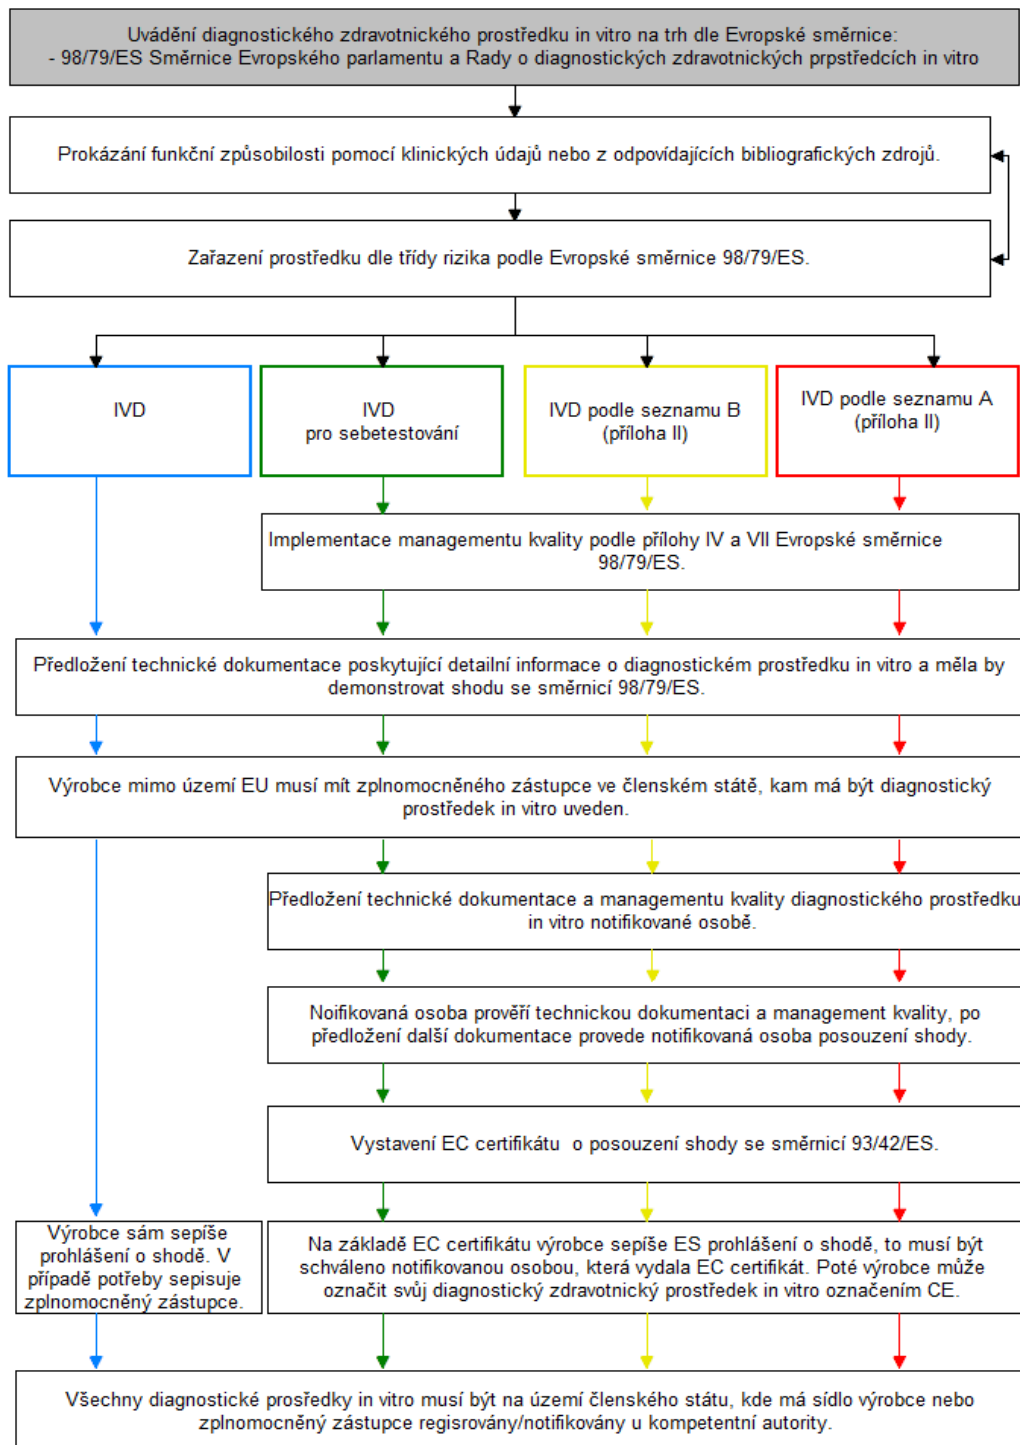 Uvádění diagnostického zdravotnického prostředku in vitro na trh dle Evropské směrnice:
- 98/79/ES Směrnice Evropského parlamentu a Rady o diagnostických zdravotnických prpstředcích in vitro
Prokázání funkční způsobilosti pomocí klinických údajů nebo z odpovídajících bibliografických zdrojů.
Zařazení prostředku dle třídy rizika podle Evropské směrnice 98/79/ES.
IVD
IVD
pro sebetestování
IVD podle seznamu B
(příloha II)
IVD podle seznamu A
(příloha II)
Implementace managementu kvality podle přílohy IV a VII Evropské směrnice
98/79/ES.
Předložení technické dokumentace poskytující detailní informace o diagnostickém prostředku in vitro a měla by
demonstrovat shodu se směrnicí 98/79/ES.
Výrobce mimo území EU musí mít zplnomocněného zástupce ve členském státě, kam má být diagnostický
prostředek in vitro uveden.
Předložení technické dokumentace a managementu kvality diagnostického prostředku
in vitro notifikované osobě.
Noifikovaná osoba prověří technickou dokumentaci a management kvality, po
předložení další dokumentace provede notifikovaná osoba posouzení shody.
Vystavení EC certifikátu o posouzení shody se směrnicí 93/42/ES.
Výrobce sám sepíše
prohlášení o shodě. V
případě potřeby sepisuje
zplnomocněný zástupce.
Na základě EC certifikátu výrobce sepíše ES prohlášení o shodě, to musí být
schváleno notifikovanou osobou, která vydala EC certifikát. Poté výrobce může
označit svůj diagnostický zdravotnický prostředek in vitro označením CE.
Všechny diagnostické prosředky in vitro musí být na území členského státu, kde má sídlo výrobce nebo
zplnomocněný zástupce regisrovány/notifikovány u kompetentní autority.